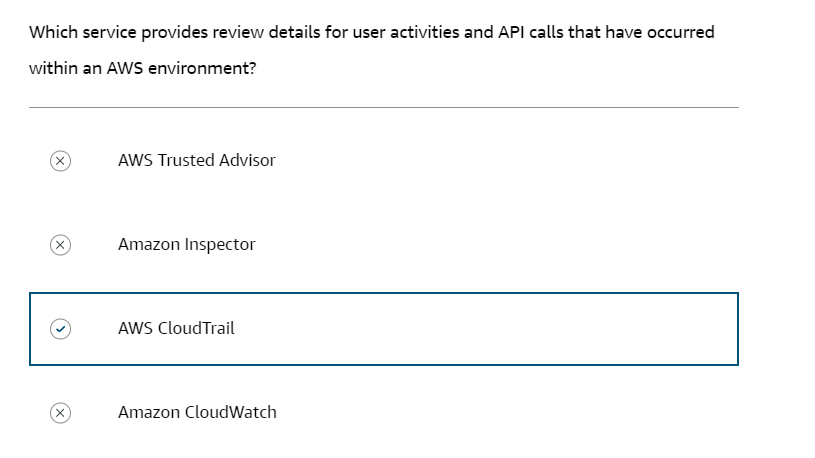 Which service provides review details for user activities and API calls that have occurred
within an AWS environment?
AWS Trusted Advisor
Amazon Inspector
AWS CloudTrail
Amazon CloudWatch